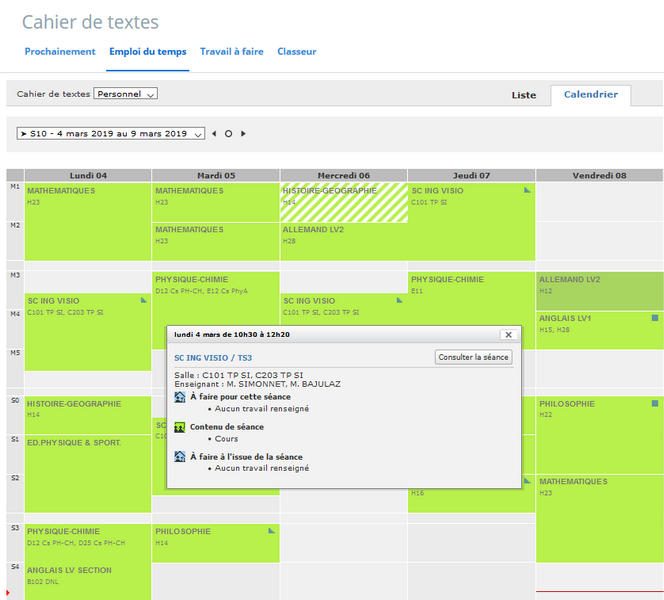 Cahier de textes
Prochainement Emploi du temps Travail à faire Classeur
Cahier de textes Personnel
Liste Calendrier
➤ S10 - 4 mars 2019 au 9 mars 2019
Lundi 04 Mardi 05 Mercredi 06 Jeudi 07 Vendredi 08
M1
MATHEMATIQUES
H23
MATHEMATIQUES
H23
HISTOIRE-GEOGRAPHIE
H14
SC ING VISIO
C101 TP SI
M2
MATHEMATIQUES
H23
ALLEMAND LV2
H28
M3
PHYSIQUE-CHIMIE
D12 Cs PH-CH, E12 Cs PhyA
PHYSIQUE-CHIMIE
E11
ALLEMAND LV2
H12
SC ING VISIO
C101 TP SI, C203 TP SI
SC ING VISIO
C101 TP SI, C203 TP SI
M4
ANGLAIS LV1
H15, H28
M5
lundi 4 mars de 10h30 à 12h20
SC ING VISIO / TS3
Consulter la séance
Salle : C101 TP SI, C203 TP SI
Enseignant : M. SIMONNET, M. BAJULAZ
À faire pour cette séance
• Aucun travail renseigné
Contenu de séance
• Cours
À faire à l'issue de la séance
• Aucun travail renseigné
S0
HISTOIRE-GEOGRAPHIE
H14
PHILOSOPHIE
H22
SC
C10
S1
ED.PHYSIQUE & SPORT.
S2
H16
MATHEMATIQUES
H23
S3
PHYSIQUE-CHIMIE
D12 Cs PH-CH, D25 Cs PH-CH
PHILOSOPHIE
H14
S4
ANGLAIS LV SECTION
B102 DNL